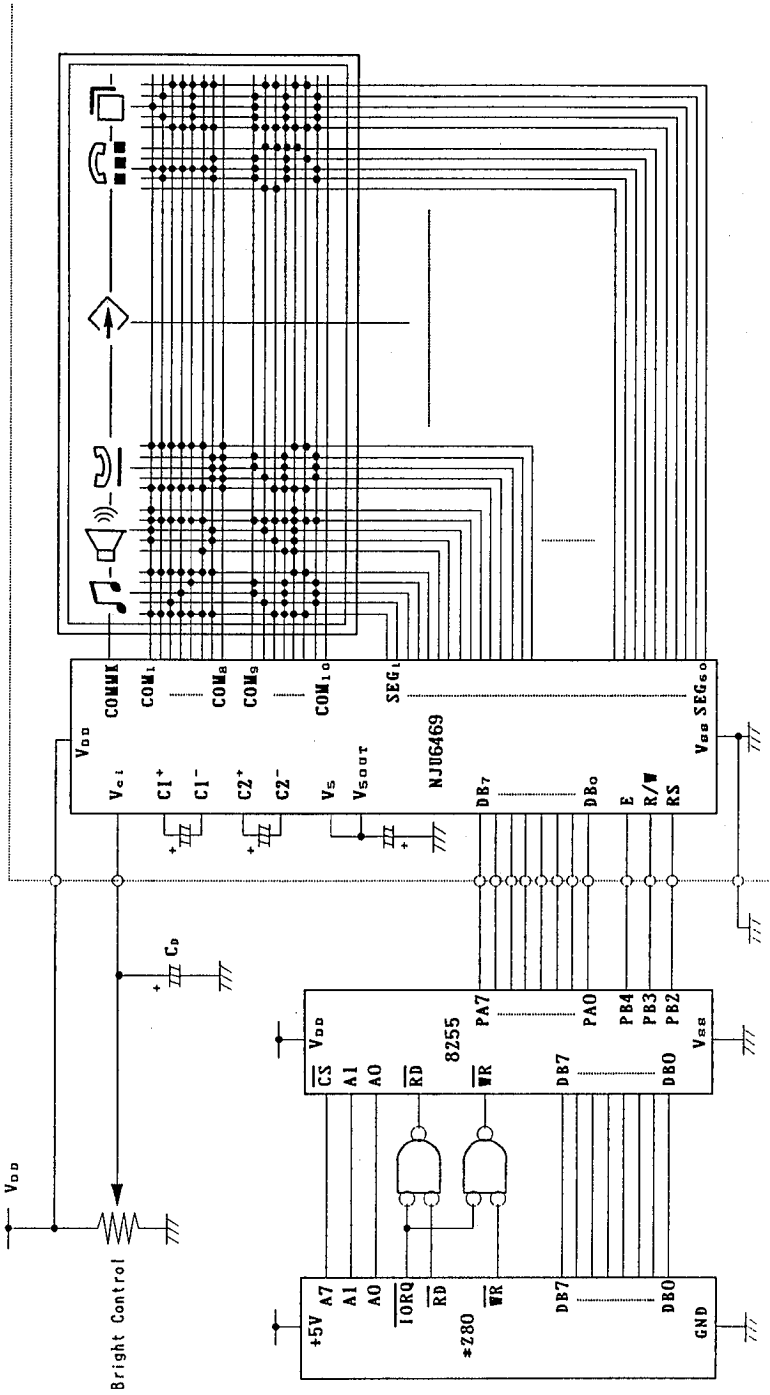 Bright Control
VDD
CD
+
+5V
A7
A1
A0
IORQ
RD
WR
*Z80
DB7
DB0
GND
VDD
CS
A1
A0
RD
WR
8255
DB7
DB0
VSS
PA7
PA0
PB4
PB3
PB2
VDD
VCI
C1+
C1-
+
C2+
C2-
+
V5
V5OUT
+
NJU6469
DB7
DB0
E
R/W
RS
VSS
COMMK
COM1
COM8
COM9
COM10
SEG1
SEG60